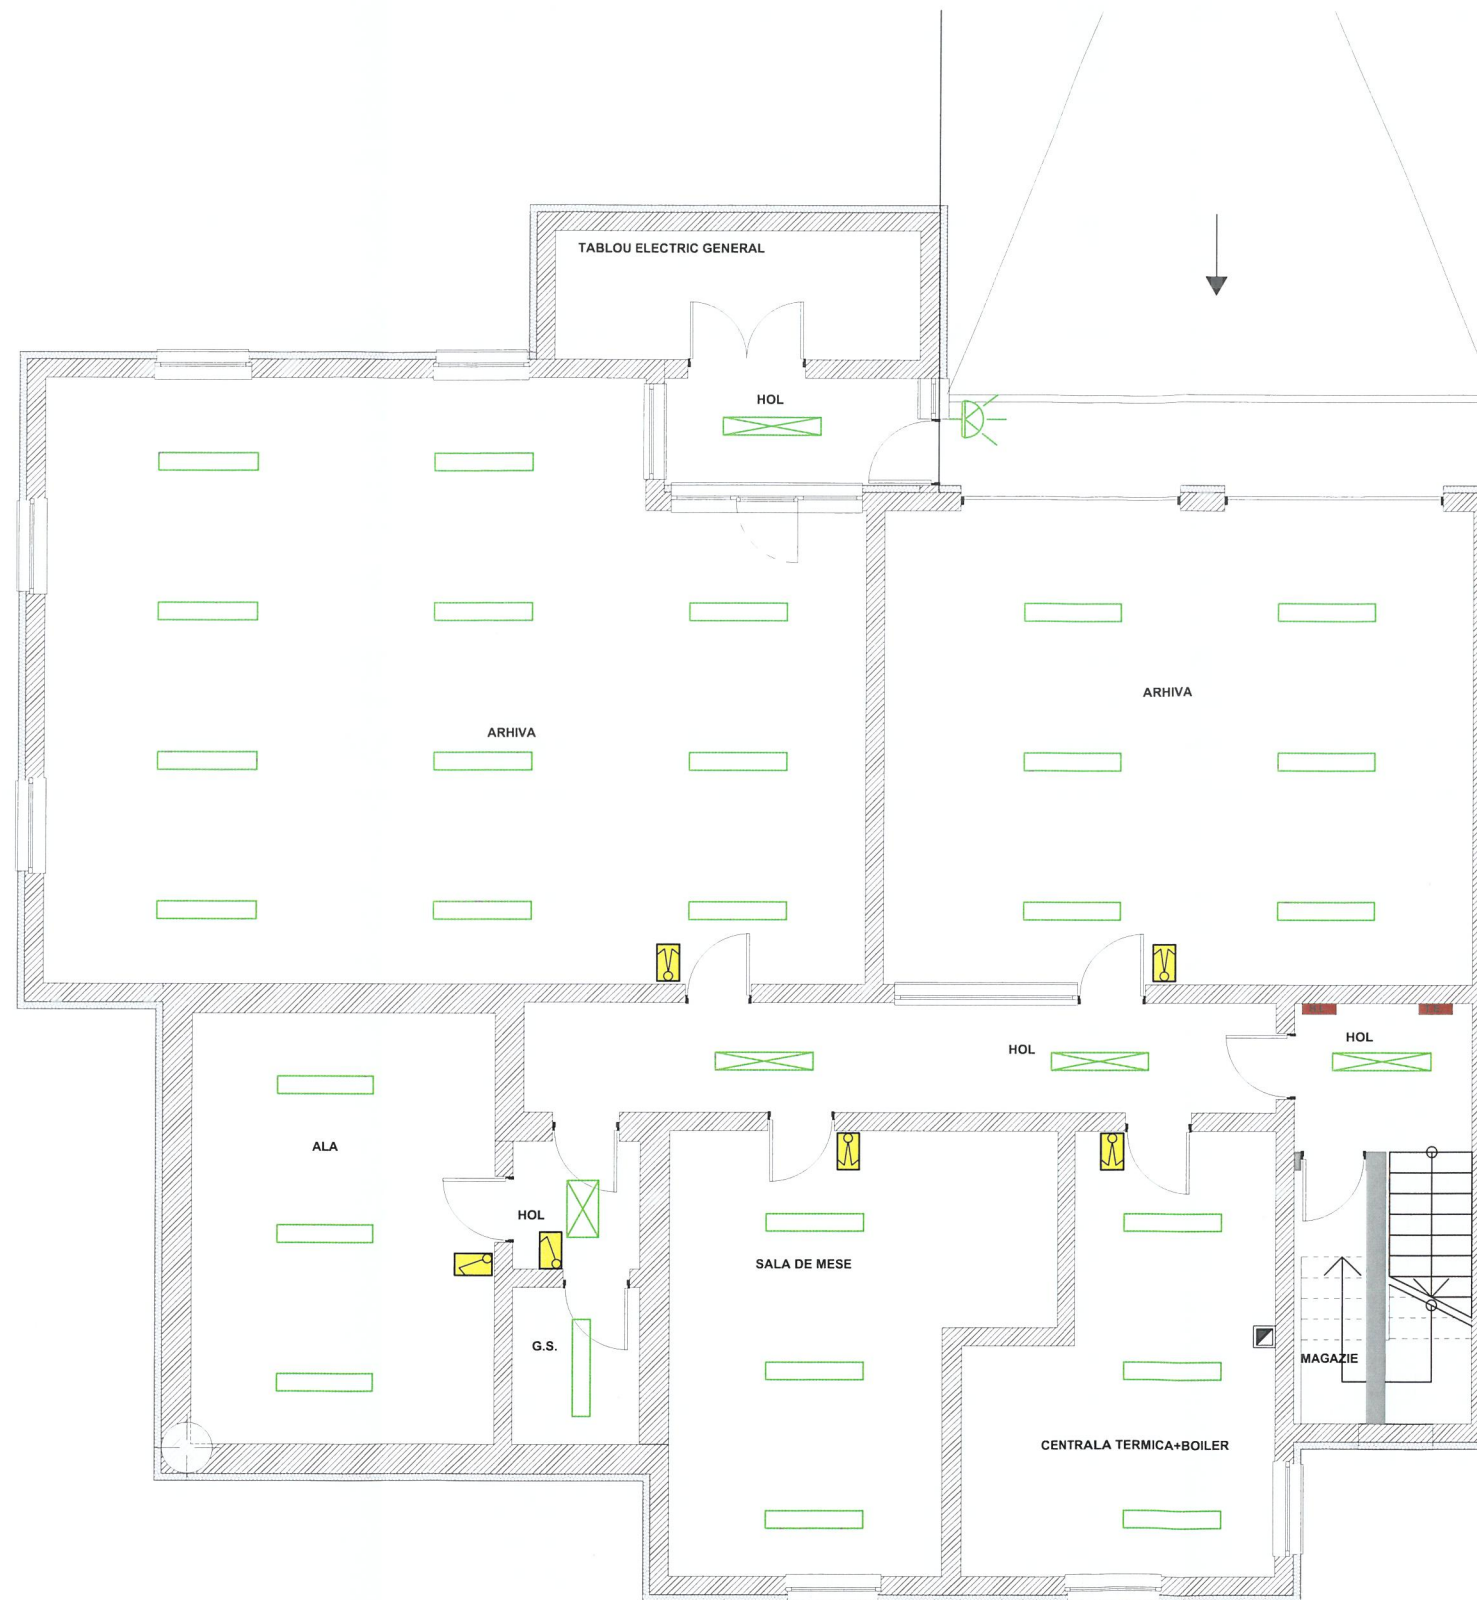 TABLOU ELECTRIC GENERAL
HOL
ARHIVA
ARHIVA
HOL
HOL
ALA
HOL
SALA DE MESE
G.S.
MAGAZIE
CENTRALA TERMICA+BOILER